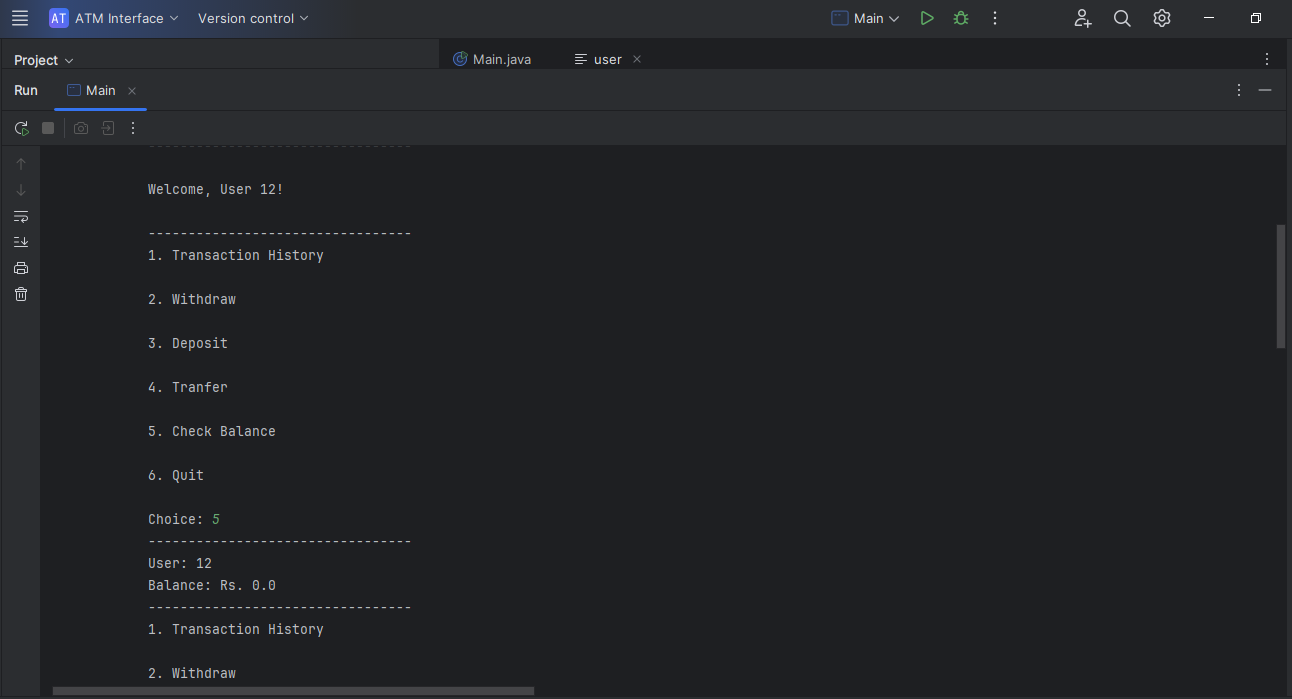 AT ATM Interface Version control Main
Project Main.java user
Run Main
---------------------------------
Welcome, User 12!
---------------------------------
1. Transaction History
2. Withdraw
3. Deposit
4. Tranfer
5. Check Balance
6. Quit
Choice: 5
---------------------------------
User: 12
Balance: Rs. 0.0
---------------------------------
1. Transaction History
2. Withdraw